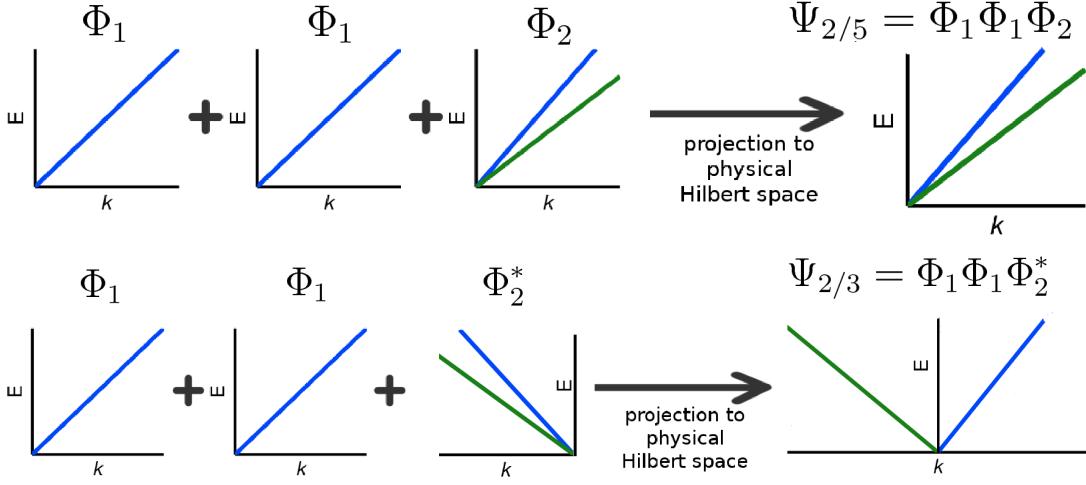 Φ₁ Φ₁ Φ₂ Ψ₂/₅ = Φ₁Φ₁Φ₂
E + E + E E
projection to
physical
Hilbert space
k k k k
Φ₁ Φ₁ Φ₂* Ψ₂/₃ = Φ₁Φ₁Φ₂*
E + E + E E
projection to
physical
Hilbert space
k k k k